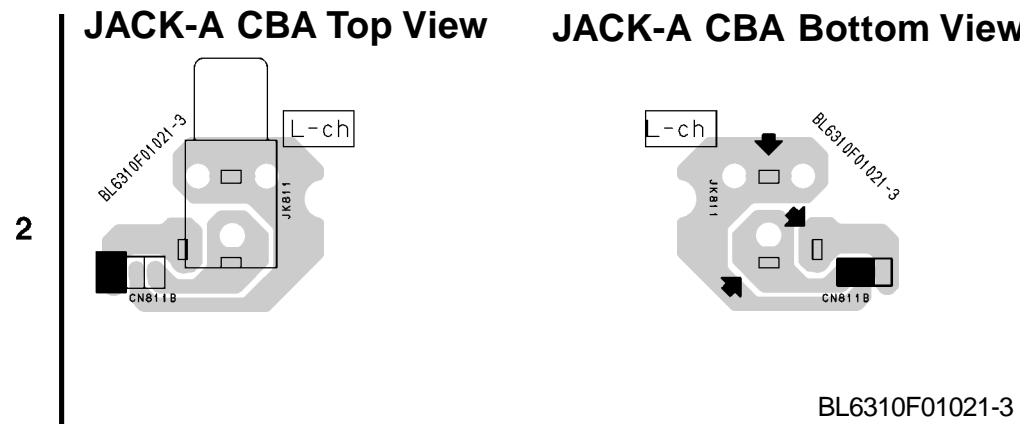 JACK-A CBA Top View
JACK-A CBA Bottom View
BL6310F01021-3
L-ch
JK811
CN811B
L-ch
BL6310F01021-3
JK811
CN811B
2
BL6310F01021-3